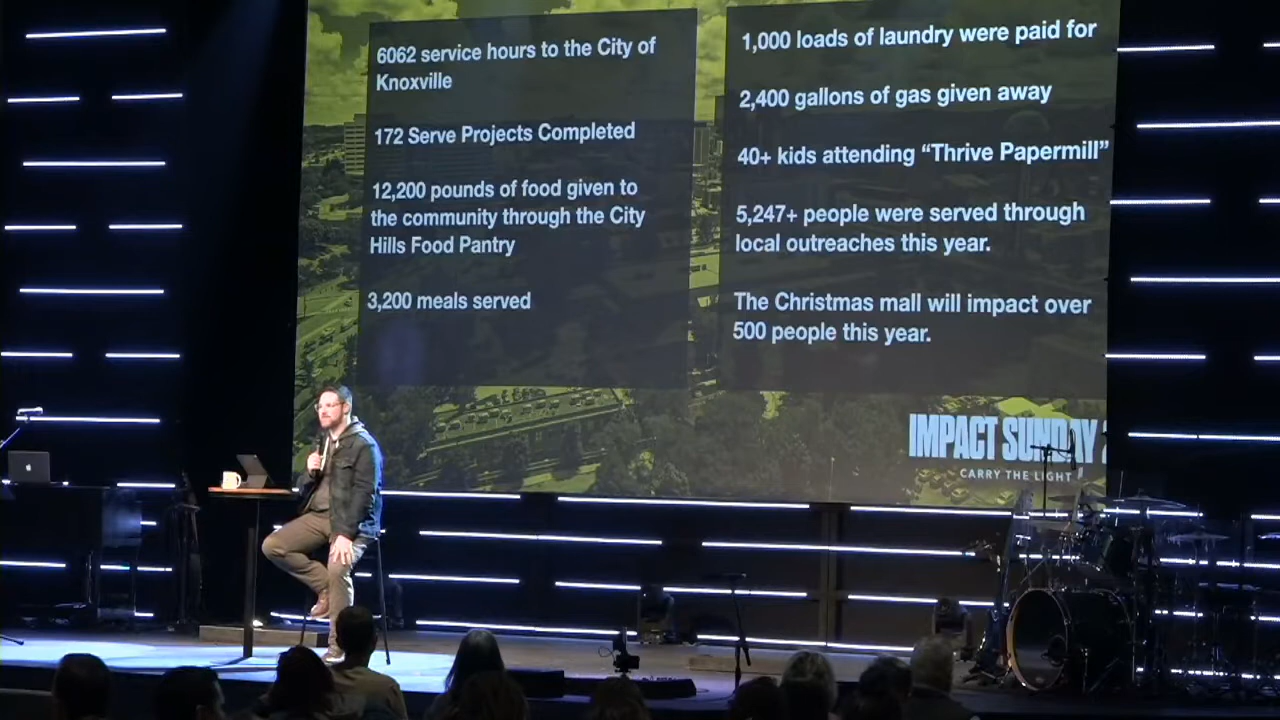 6062 service hours to the City of
Knoxville
172 Serve Projects Completed
12,200 pounds of food given to
the community through the City
Hills Food Pantry
3,200 meals served
1,000 loads of laundry were paid for
2,400 gallons of gas given away
40+ kids attending “Thrive Papermill”
5,247+ people were served through
local outreaches this year.
The Christmas mall will impact over
500 people this year.
IMPACT SUNDAY
CARRY THE LIGHT